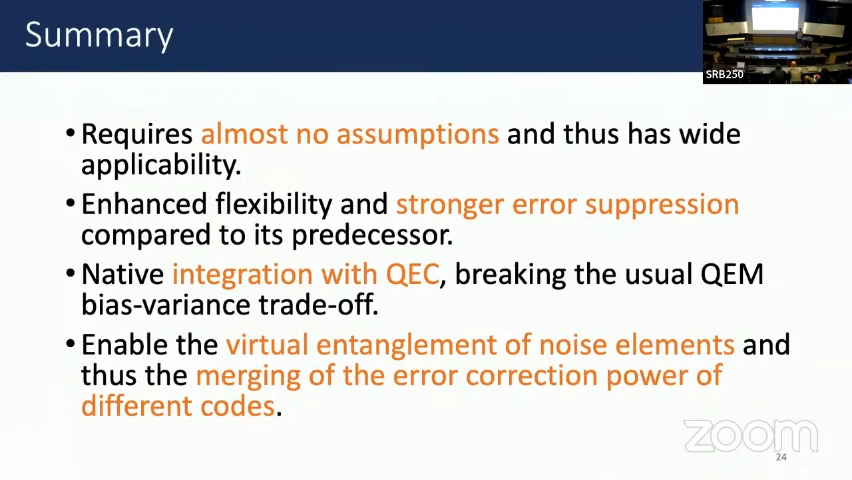 Summary
SRB250
•Requires almost no assumptions and thus has wide
applicability.
•Enhanced flexibility and stronger error suppression
compared to its predecessor.
•Native integration with QEC, breaking the usual QEM
bias-variance trade-off.
•Enable the virtual entanglement of noise elements and
thus the merging of the error correction power of
different codes.
zoom
24